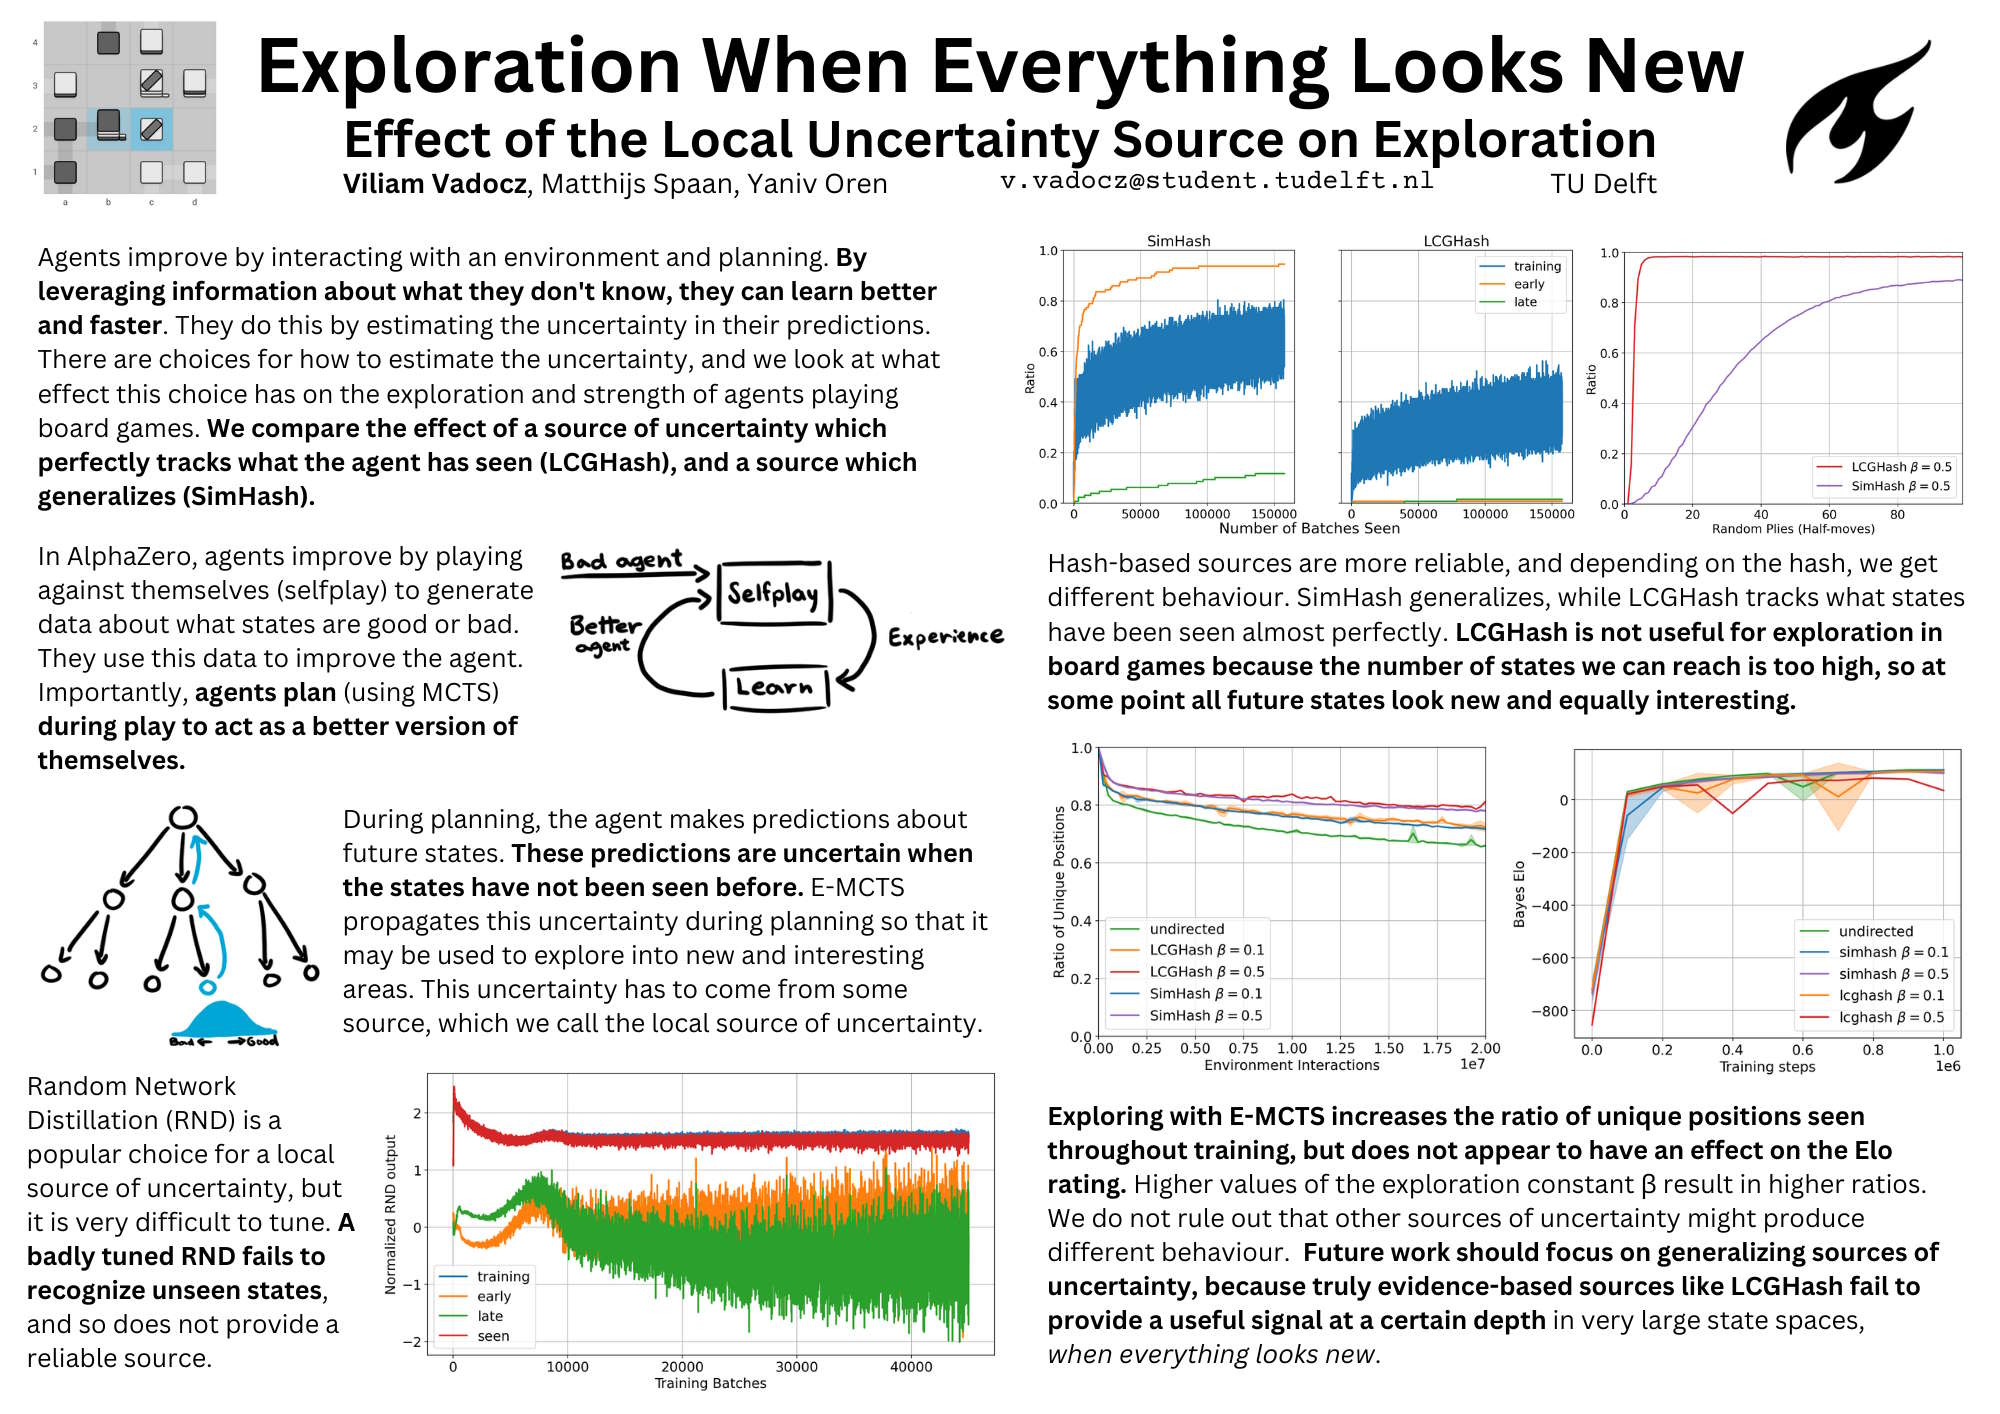 4
3
2
1
a b c d
Exploration When Everything Looks New
Effect of the Local Uncertainty Source on Exploration
Viliam Vadocz, Matthijs Spaan, Yaniv Oren
v.vadocz@student.tudelft.nl
TU Delft
Agents improve by interacting with an environment and planning. By
leveraging information about what they don't know, they can learn better
and faster. They do this by estimating the uncertainty in their predictions.
There are choices for how to estimate the uncertainty, and we look at what
effect this choice has on the exploration and strength of agents playing
board games. We compare the effect of a source of uncertainty which
perfectly tracks what the agent has seen (LCGHash), and a source which
generalizes (SimHash).
In AlphaZero, agents improve by playing
against themselves (selfplay) to generate
data about what states are good or bad.
They use this data to improve the agent.
Importantly, agents plan (using MCTS)
during play to act as a better version of
themselves.
Bad agent
Selfplay
Better
agent
Experience
Learn
During planning, the agent makes predictions about
future states. These predictions are uncertain when
the states have not been seen before. E-MCTS
propagates this uncertainty during planning so that it
may be used to explore into new and interesting
areas. This uncertainty has to come from some
source, which we call the local source of uncertainty.
Bad ← → Good
Random Network
Distillation (RND) is a
popular choice for a local
source of uncertainty, but
it is very difficult to tune. A
badly tuned RND fails to
recognize unseen states,
and so does not provide a
reliable source.
Normalized RND output
2
1
0
−1
−2
training
early
late
seen
0 10000 20000 30000 40000
Training Batches
SimHash
Ratio
1.0
0.8
0.6
0.4
0.2
0.0
0 50000 100000 150000
LCGHash
training
early
late
0 50000 100000 150000
Number of Batches Seen
Ratio
1.0
0.8
0.6
0.4
0.2
0.0
LCGHash β = 0.5
SimHash β = 0.5
0 20 40 60 80
Random Plies (Half-moves)
Hash-based sources are more reliable, and depending on the hash, we get
different behaviour. SimHash generalizes, while LCGHash tracks what states
have been seen almost perfectly. LCGHash is not useful for exploration in
board games because the number of states we can reach is too high, so at
some point all future states look new and equally interesting.
Ratio of Unique Positions
1.0
0.8
0.6
0.4
0.2
0.0
undirected
LCGHash β = 0.1
LCGHash β = 0.5
SimHash β = 0.1
SimHash β = 0.5
0.00 0.25 0.50 0.75 1.00 1.25 1.50 1.75 2.00
Environment Interactions
1e7
Bayes Elo
0
−200
−400
−600
−800
undirected
simhash β = 0.1
simhash β = 0.5
lcghash β = 0.1
lcghash β = 0.5
0.0 0.2 0.4 0.6 0.8 1.0
Training steps
1e6
Exploring with E-MCTS increases the ratio of unique positions seen
throughout training, but does not appear to have an effect on the Elo
rating. Higher values of the exploration constant β result in higher ratios.
We do not rule out that other sources of uncertainty might produce
different behaviour. Future work should focus on generalizing sources of
uncertainty, because truly evidence-based sources like LCGHash fail to
provide a useful signal at a certain depth in very large state spaces,
when everything looks new.